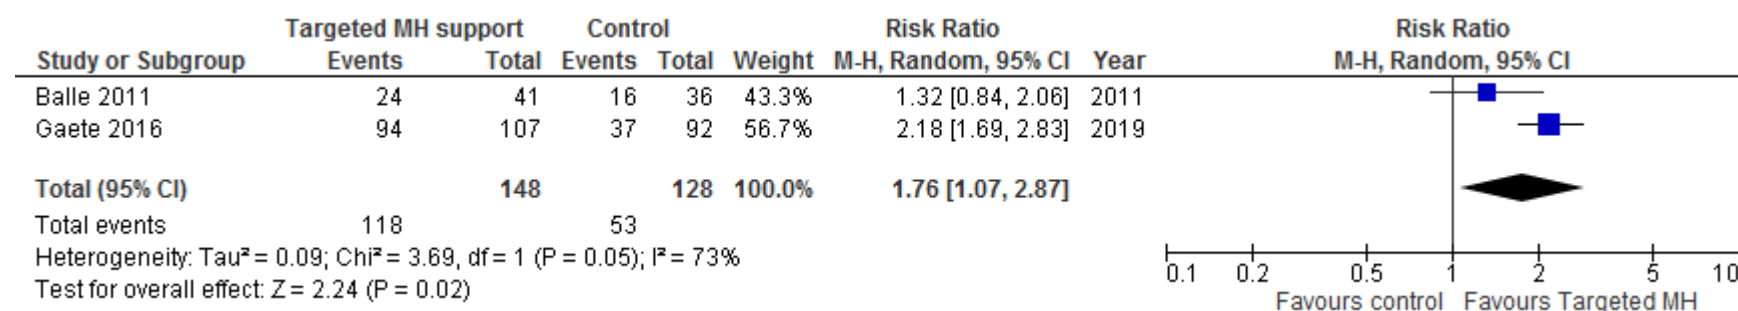 Targeted MH support Control Risk Ratio Risk Ratio
Study or Subgroup Events Total Events Total Weight M-H, Random, 95% CI Year M-H, Random, 95% CI
Balle 2011 24 41 16 36 43.3% 1.32 [0.84, 2.06] 2011
Gaete 2016 94 107 37 92 56.7% 2.18 [1.69, 2.83] 2019
Total (95% CI) 148 128 100.0% 1.76 [1.07, 2.87]
Total events 118 53
Heterogeneity: Tau² = 0.09; Chi² = 3.69, df = 1 (P = 0.05); I² = 73%
Test for overall effect: Z = 2.24 (P = 0.02)
0.1 0.2 0.5 1 2 5 10
Favours control Favours Targeted MH